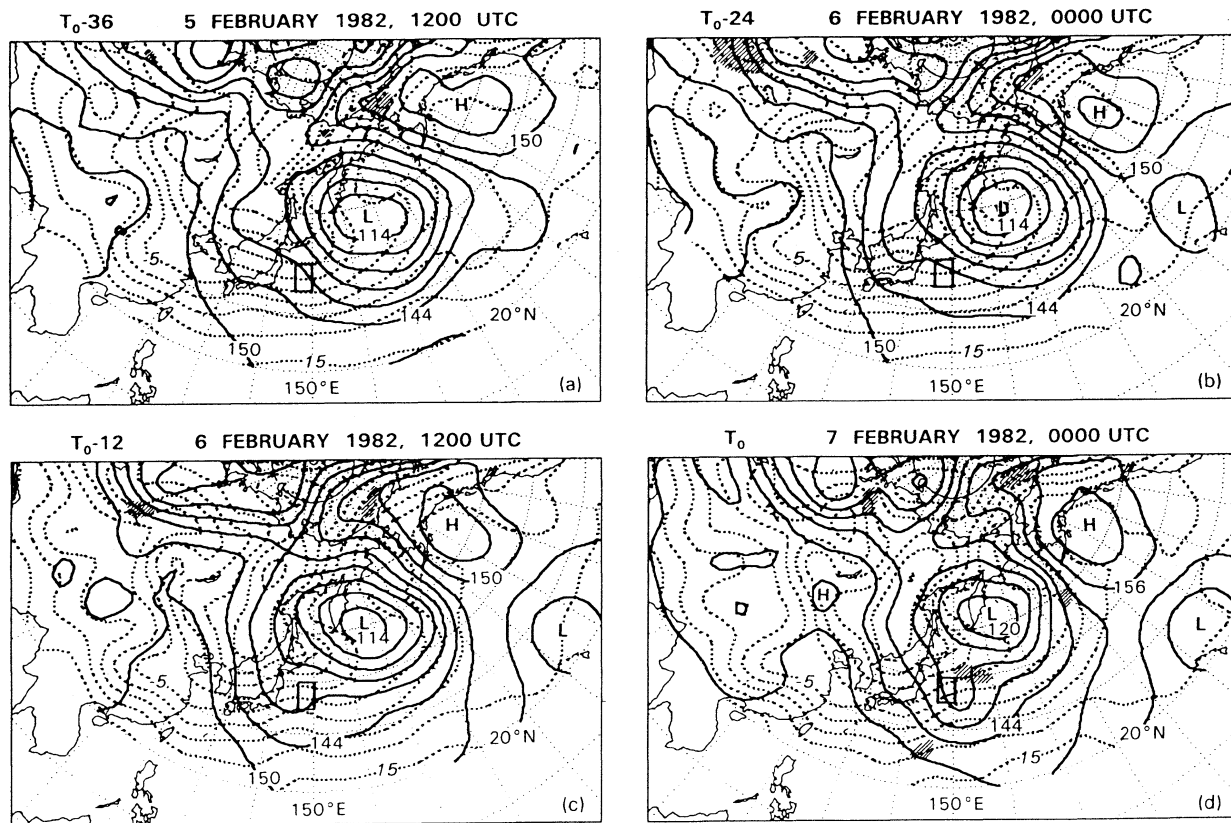 T₀-36 5 FEBRUARY 1982, 1200 UTC
H
150
L
114
5
144
20°N
150
15
150°E
(a)
T₀-24 6 FEBRUARY 1982, 0000 UTC
H
150
L
114
5
144
20°N
150
15
150°E
(b)
T₀-12 6 FEBRUARY 1982, 1200 UTC
H
150
L
114
L
5
144
20°N
150
15
150°E
(c)
T₀ 7 FEBRUARY 1982, 0000 UTC
H
H
156
L
120
L
5
144
20°N
15
150°E
(d)